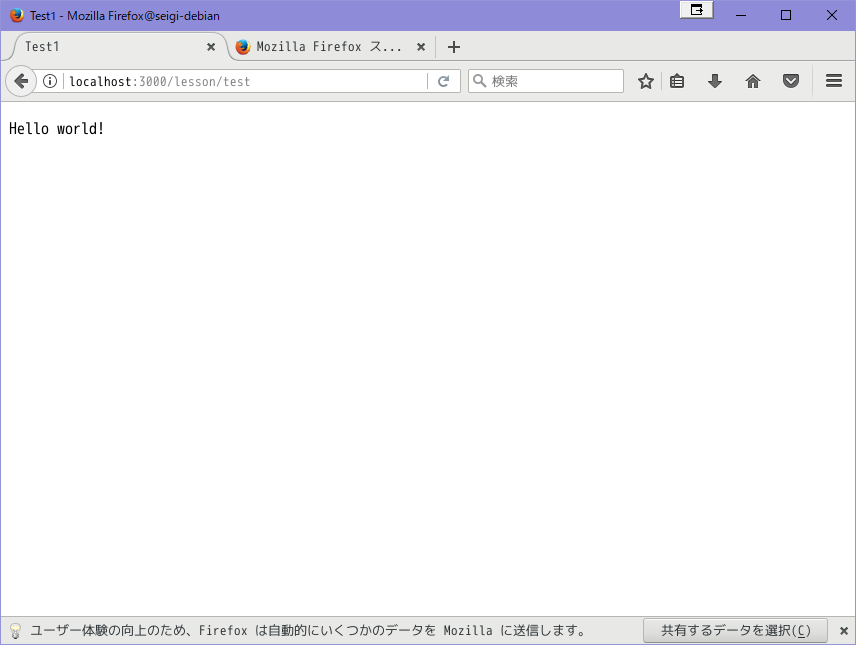 Test1 - Mozilla Firefox@seigi-debian
Test1
Mozilla Firefox ス...
localhost:3000/lesson/test
検索
Hello world!
ユーザー体験の向上のため、Firefox は自動的にいくつかのデータを Mozilla に送信します。
共有するデータを選択(C)